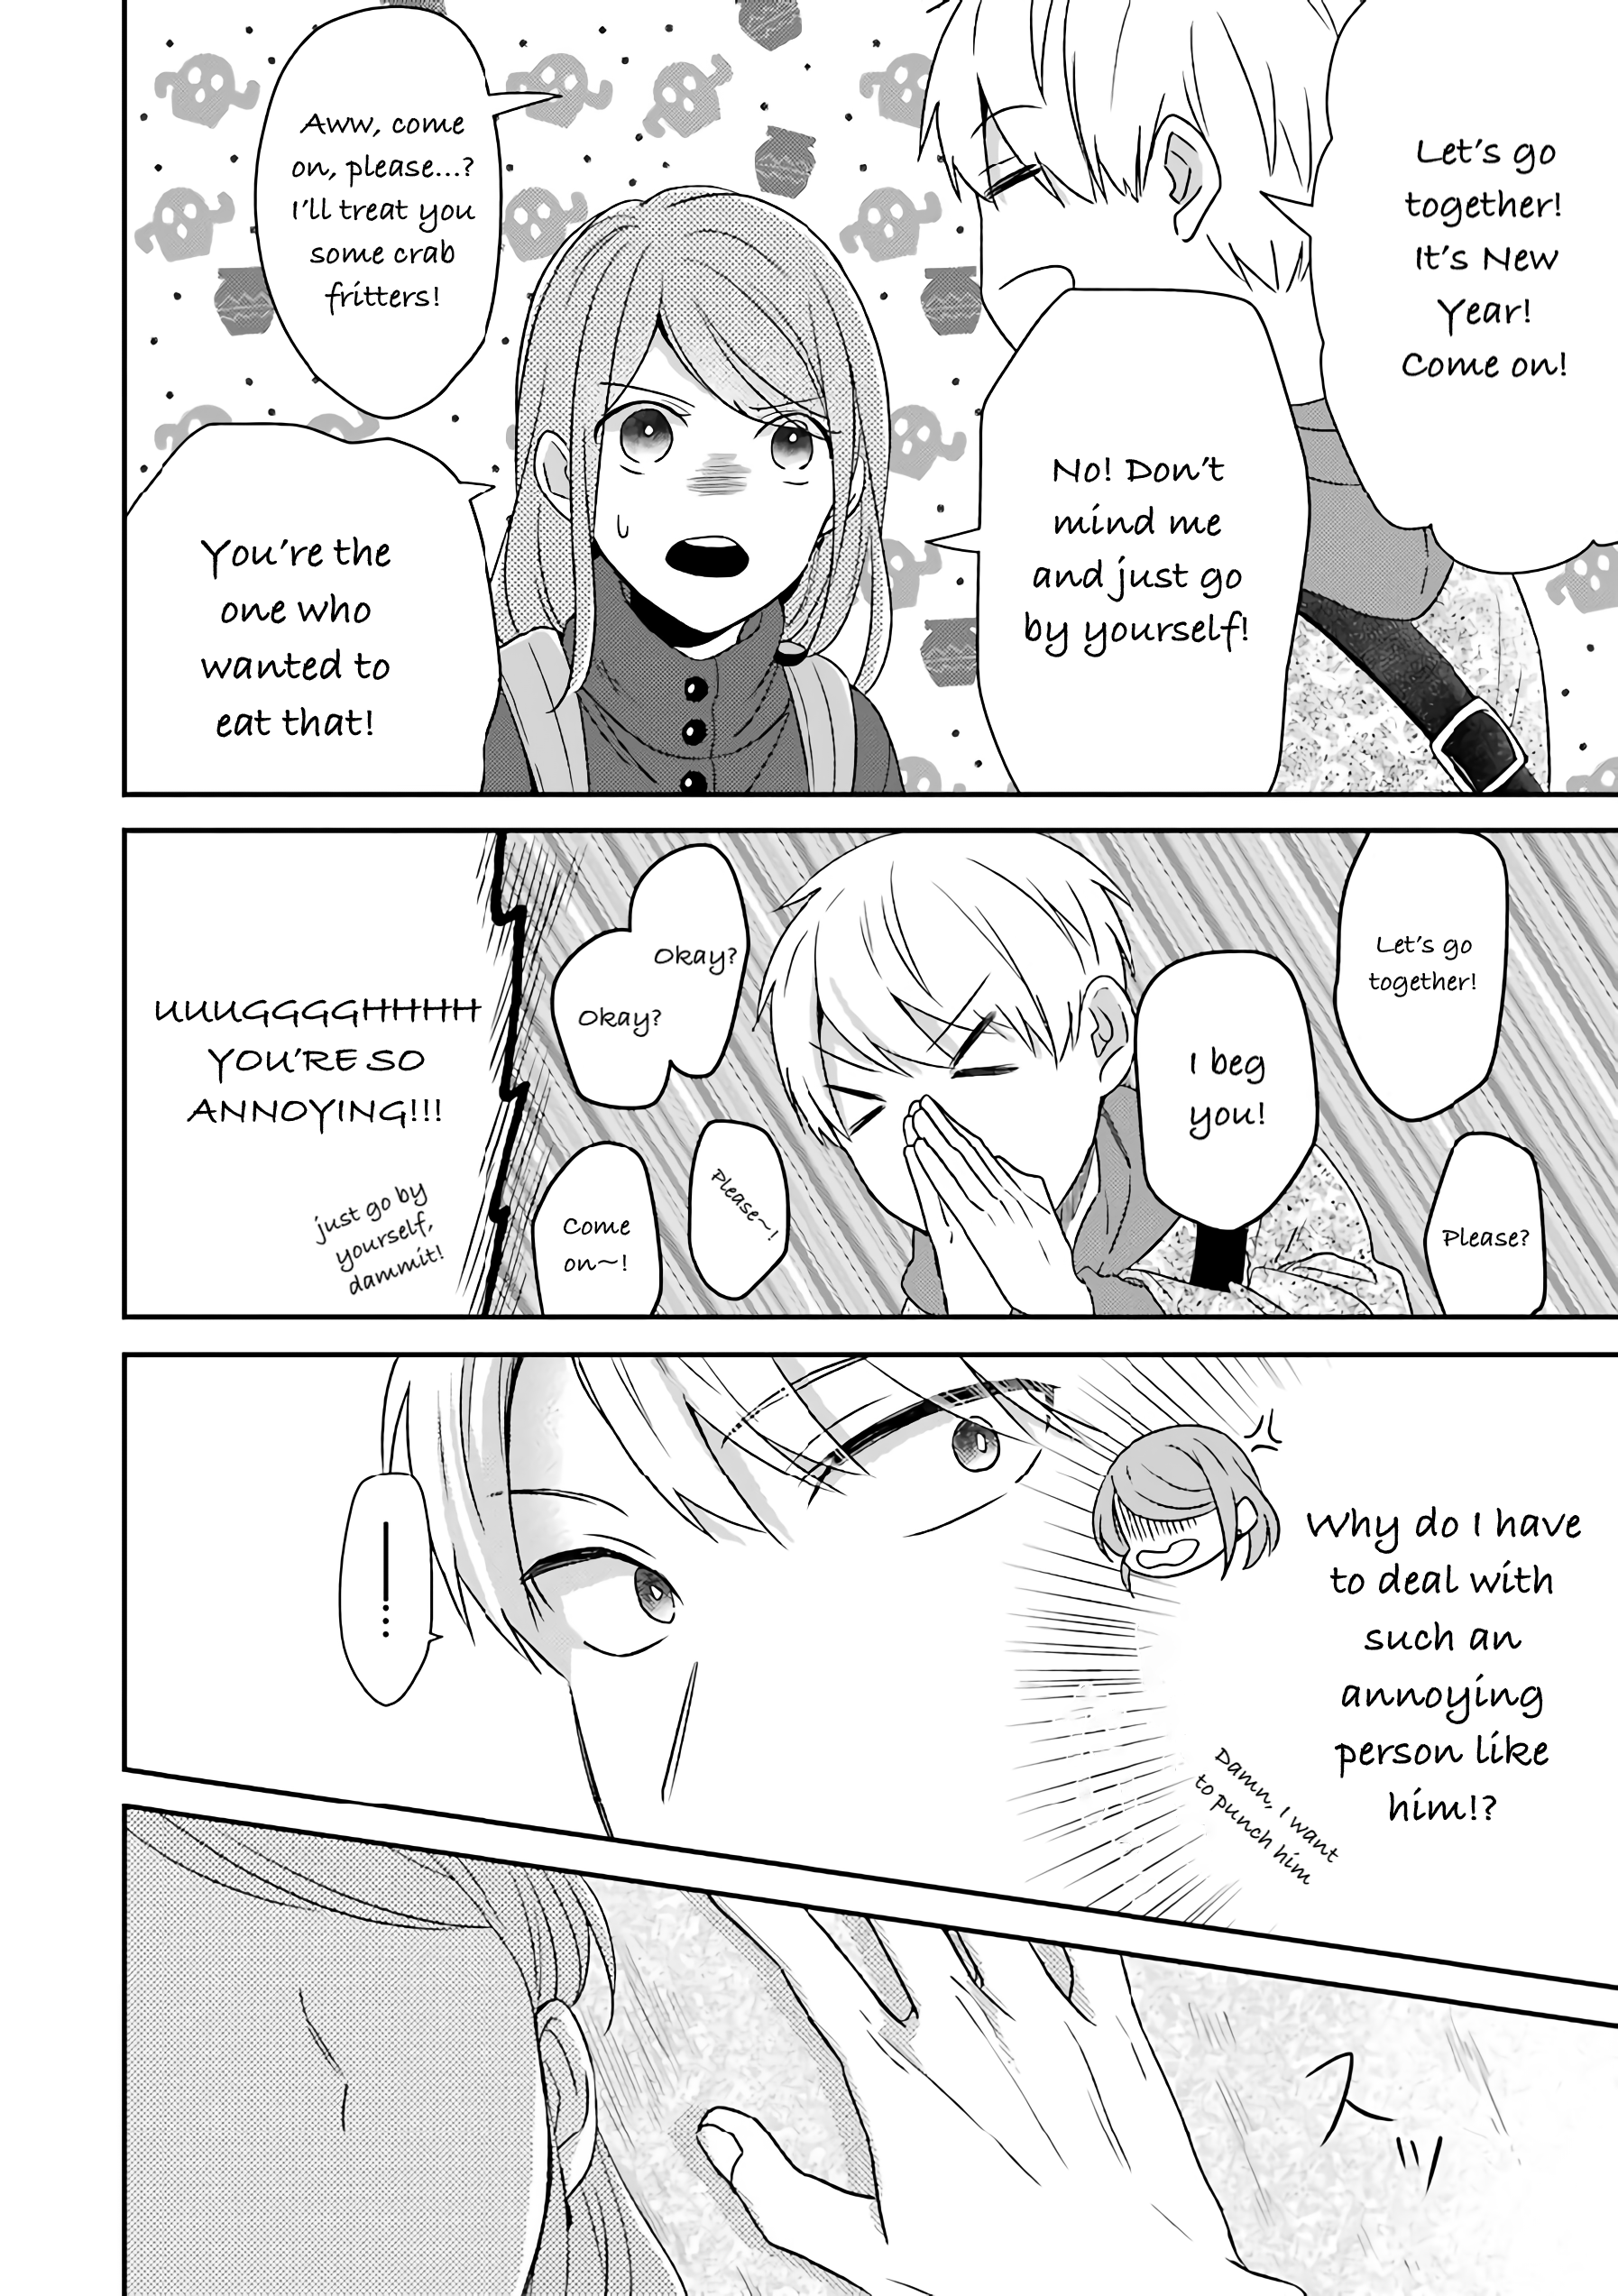 Let's go
together!
It's New
Year!
Come on!
No! Don't
mind me
and just go
by yourself!
Aww, come
on, please...?
I'll treat you
some crab
fritters!
You're the
one who
wanted to
eat that!
Let's go
together!
Please?
I beg
you!
Okay?
Okay?
Please~!
Come
on~!
UUUGGGGHHHH
YOU'RE SO
ANNOYING!!!
just go by
yourself,
dammit!
Why do I have
to deal with
such an
annoying
person like
him!?
Damn, I want
to punch him
—...
スッ